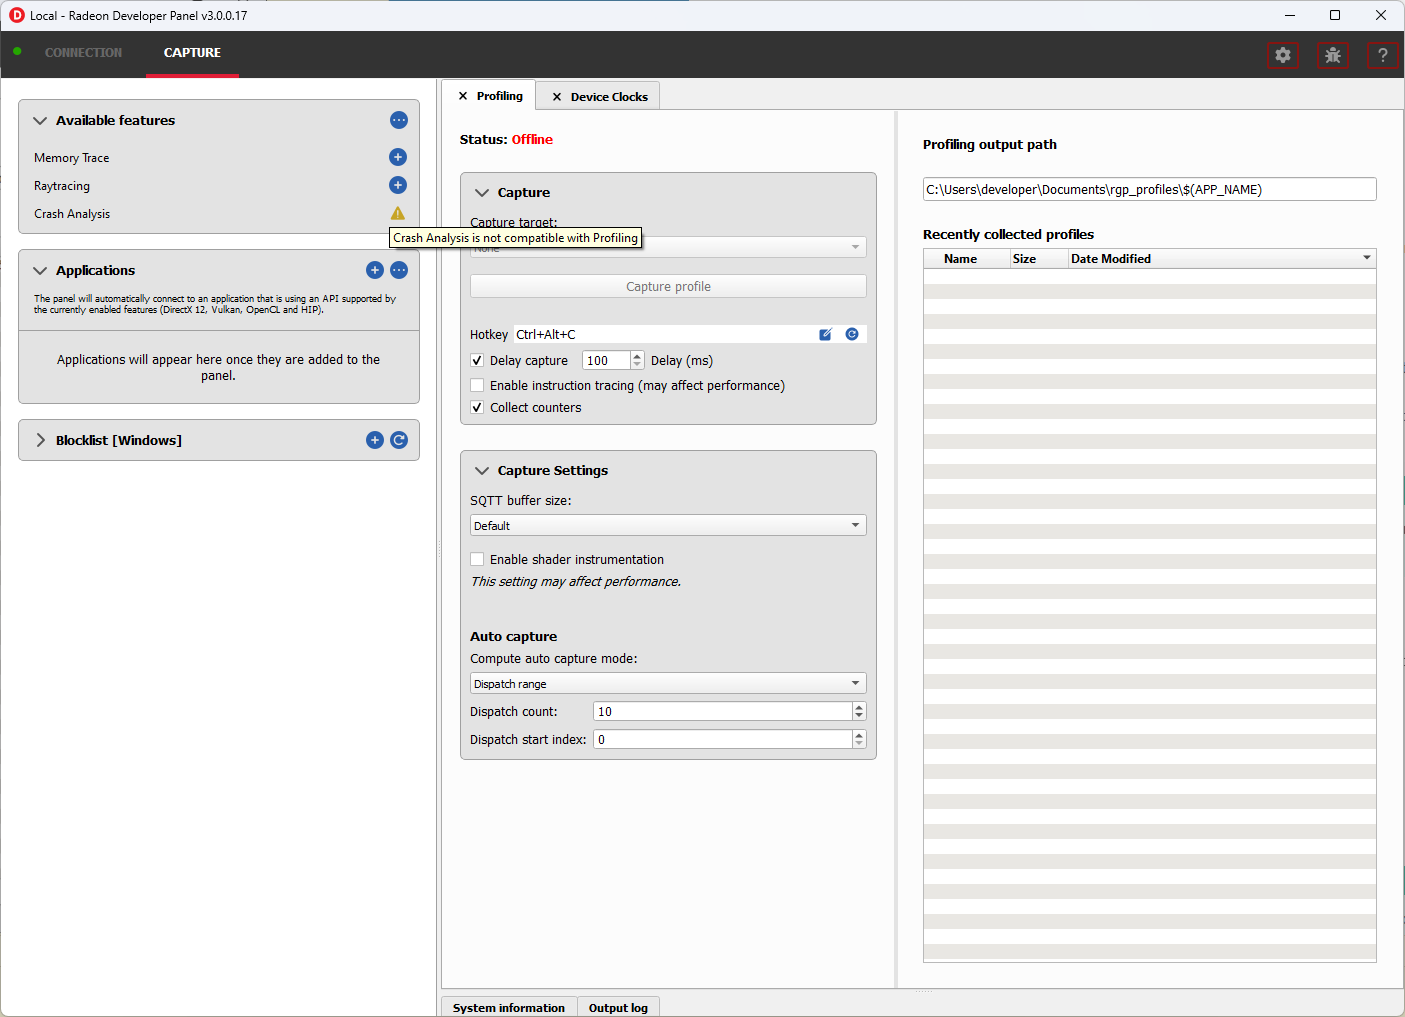 Local - Radeon Developer Panel v3.0.0.17
CONNECTION
CAPTURE
?
Available features
Memory Trace
Raytracing
Crash Analysis
Crash Analysis is not compatible with Profiling
Applications
The panel will automatically connect to an application that is using an API supported by
the currently enabled features (DirectX 12, Vulkan, OpenCL and HIP).
Applications will appear here once they are added to the
panel.
Blocklist [Windows]
Profiling
Device Clocks
Status: Offline
Capture
Capture target:
None
Capture profile
Hotkey Ctrl+Alt+C
Delay capture 100 Delay (ms)
Enable instruction tracing (may affect performance)
Collect counters
Capture Settings
SQTT buffer size:
Default
Enable shader instrumentation
This setting may affect performance.
Auto capture
Compute auto capture mode:
Dispatch range
Dispatch count: 10
Dispatch start index: 0
Profiling output path
C:\Users\developer\Documents\rgp_profiles\$(APP_NAME)
Recently collected profiles
Name Size Date Modified
System information
Output log